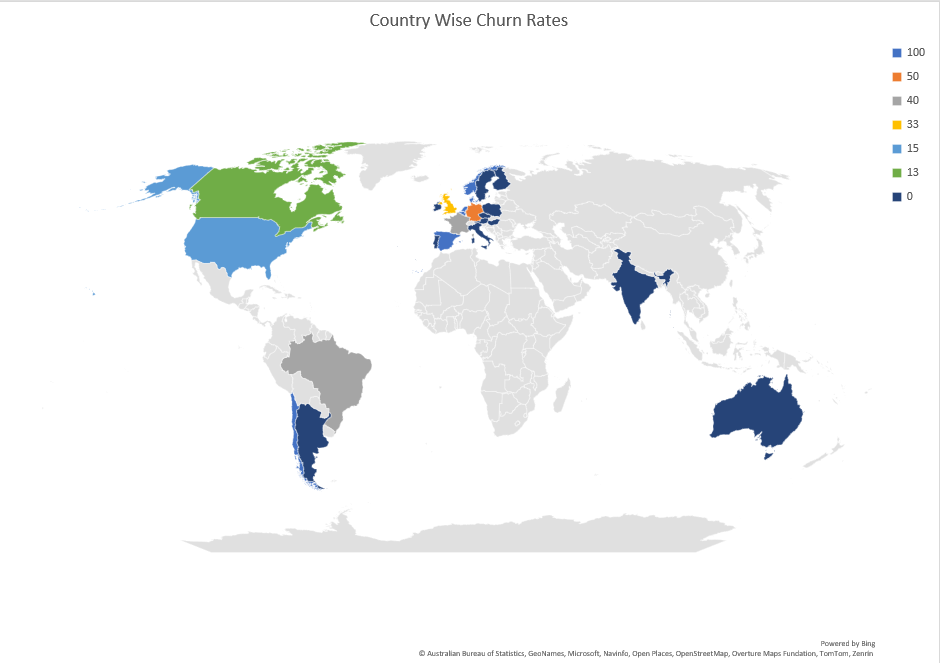 Country Wise Churn Rates
100
50
40
33
15
13
0
Powered by Bing
© Australian Bureau of Statistics, GeoNames, Microsoft, Navinfo, Open Places, OpenStreetMap, Overture Maps Fundation, TomTom, Zenrin